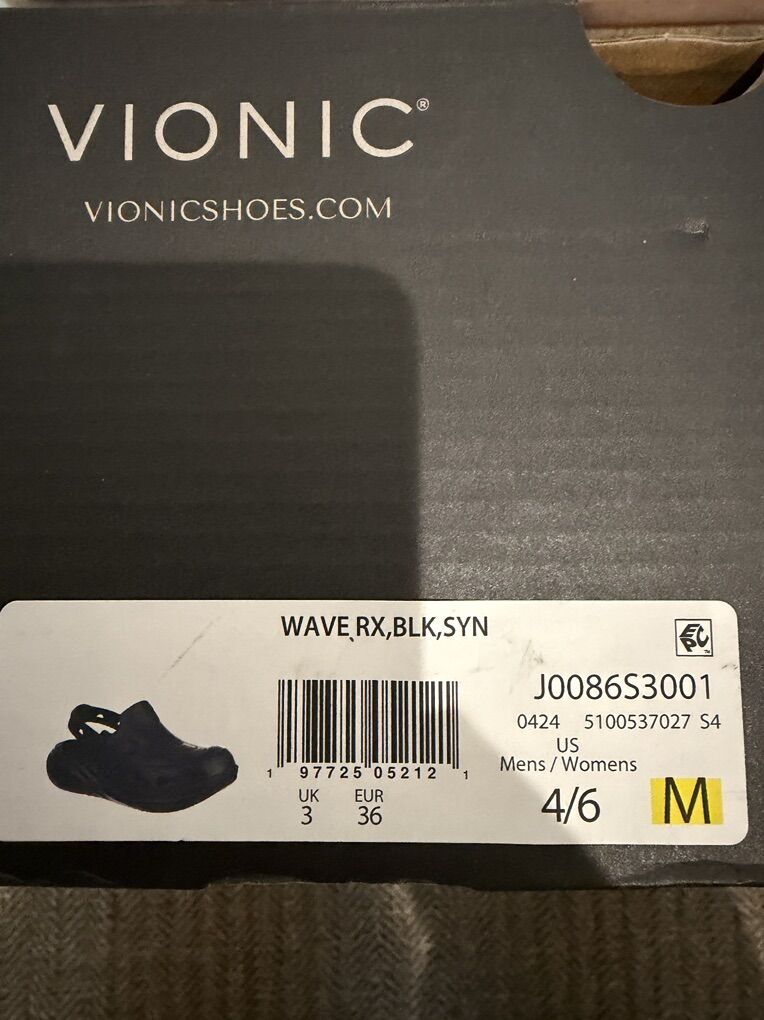 VIONIC®
VIONICSHOES.COM
WAVE RX,BLK,SYN
EPC™
J0086S3001
0424 5100537027 S4
US
Mens / Womens
4/6 M
1 97725 05212 1
UK EUR
3 36